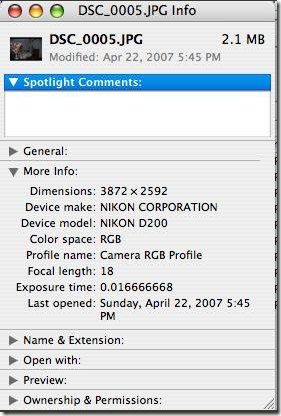 DSC_0005.JPG Info
DSC_0005.JPG 2.1 MB
Modified: Apr 22, 2007 5:45 PM
Spotlight Comments:
General:
More Info:
Dimensions: 3872 × 2592
Device make: NIKON CORPORATION
Device model: NIKON D200
Color space: RGB
Profile name: Camera RGB Profile
Focal length: 18
Exposure time: 0.016666668
Last opened: Sunday, April 22, 2007 5:45
PM
Name & Extension:
Open with:
Preview:
Ownership & Permissions: